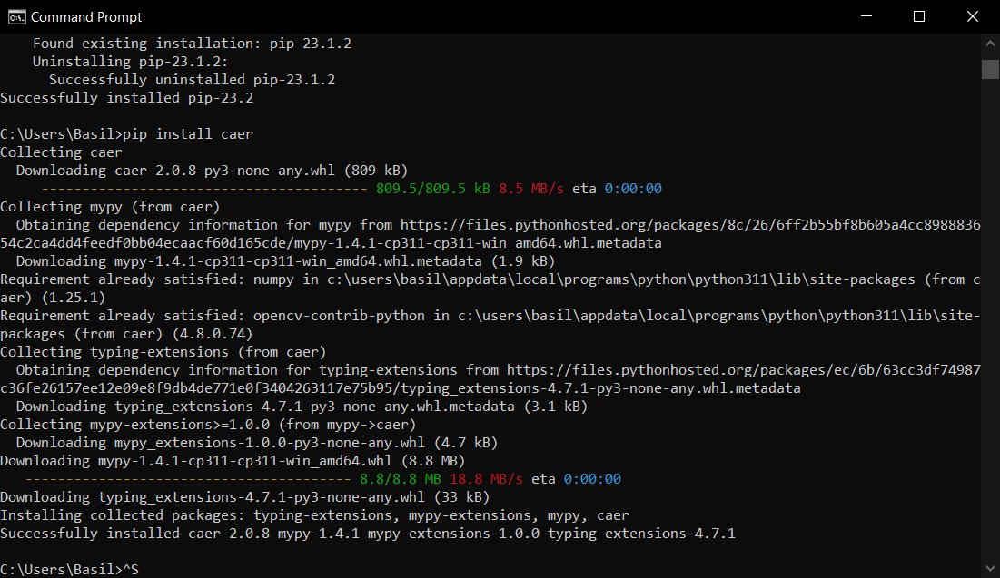 Command Prompt
Found existing installation: pip 23.1.2
Uninstalling pip-23.1.2:
Successfully uninstalled pip-23.1.2
Successfully installed pip-23.2
C:\Users\Basil>pip install caer
Collecting caer
Downloading caer-2.0.8-py3-none-any.whl (809 kB)
---------------------------------------- 809.5/809.5 kB 8.5 MB/s eta 0:00:00
Collecting mypy (from caer)
Obtaining dependency information for mypy from https://files.pythonhosted.org/packages/8c/26/6ff2b55bf8b605a4cc8988836
54c2ca4dd4feedf0bb04ecaacf60d165cde/mypy-1.4.1-cp311-cp311-win_amd64.whl.metadata
Downloading mypy-1.4.1-cp311-cp311-win_amd64.whl.metadata (1.9 kB)
Requirement already satisfied: numpy in c:\users\basil\appdata\local\programs\python\python311\lib\site-packages (from c
aer) (1.25.1)
Requirement already satisfied: opencv-contrib-python in c:\users\basil\appdata\local\programs\python\python311\lib\site-
packages (from caer) (4.8.0.74)
Collecting typing-extensions (from caer)
Obtaining dependency information for typing-extensions from https://files.pythonhosted.org/packages/ec/6b/63cc3df74987
c36fe26157ee12e09e8f9db4de771e0f3404263117e75b95/typing_extensions-4.7.1-py3-none-any.whl.metadata
Downloading typing_extensions-4.7.1-py3-none-any.whl.metadata (3.1 kB)
Collecting mypy-extensions>=1.0.0 (from mypy->caer)
Downloading mypy_extensions-1.0.0-py3-none-any.whl (4.7 kB)
Downloading mypy-1.4.1-cp311-cp311-win_amd64.whl (8.8 MB)
---------------------------------------- 8.8/8.8 MB 18.8 MB/s eta 0:00:00
Downloading typing_extensions-4.7.1-py3-none-any.whl (33 kB)
Installing collected packages: typing-extensions, mypy-extensions, mypy, caer
Successfully installed caer-2.0.8 mypy-1.4.1 mypy-extensions-1.0.0 typing-extensions-4.7.1
C:\Users\Basil>^S